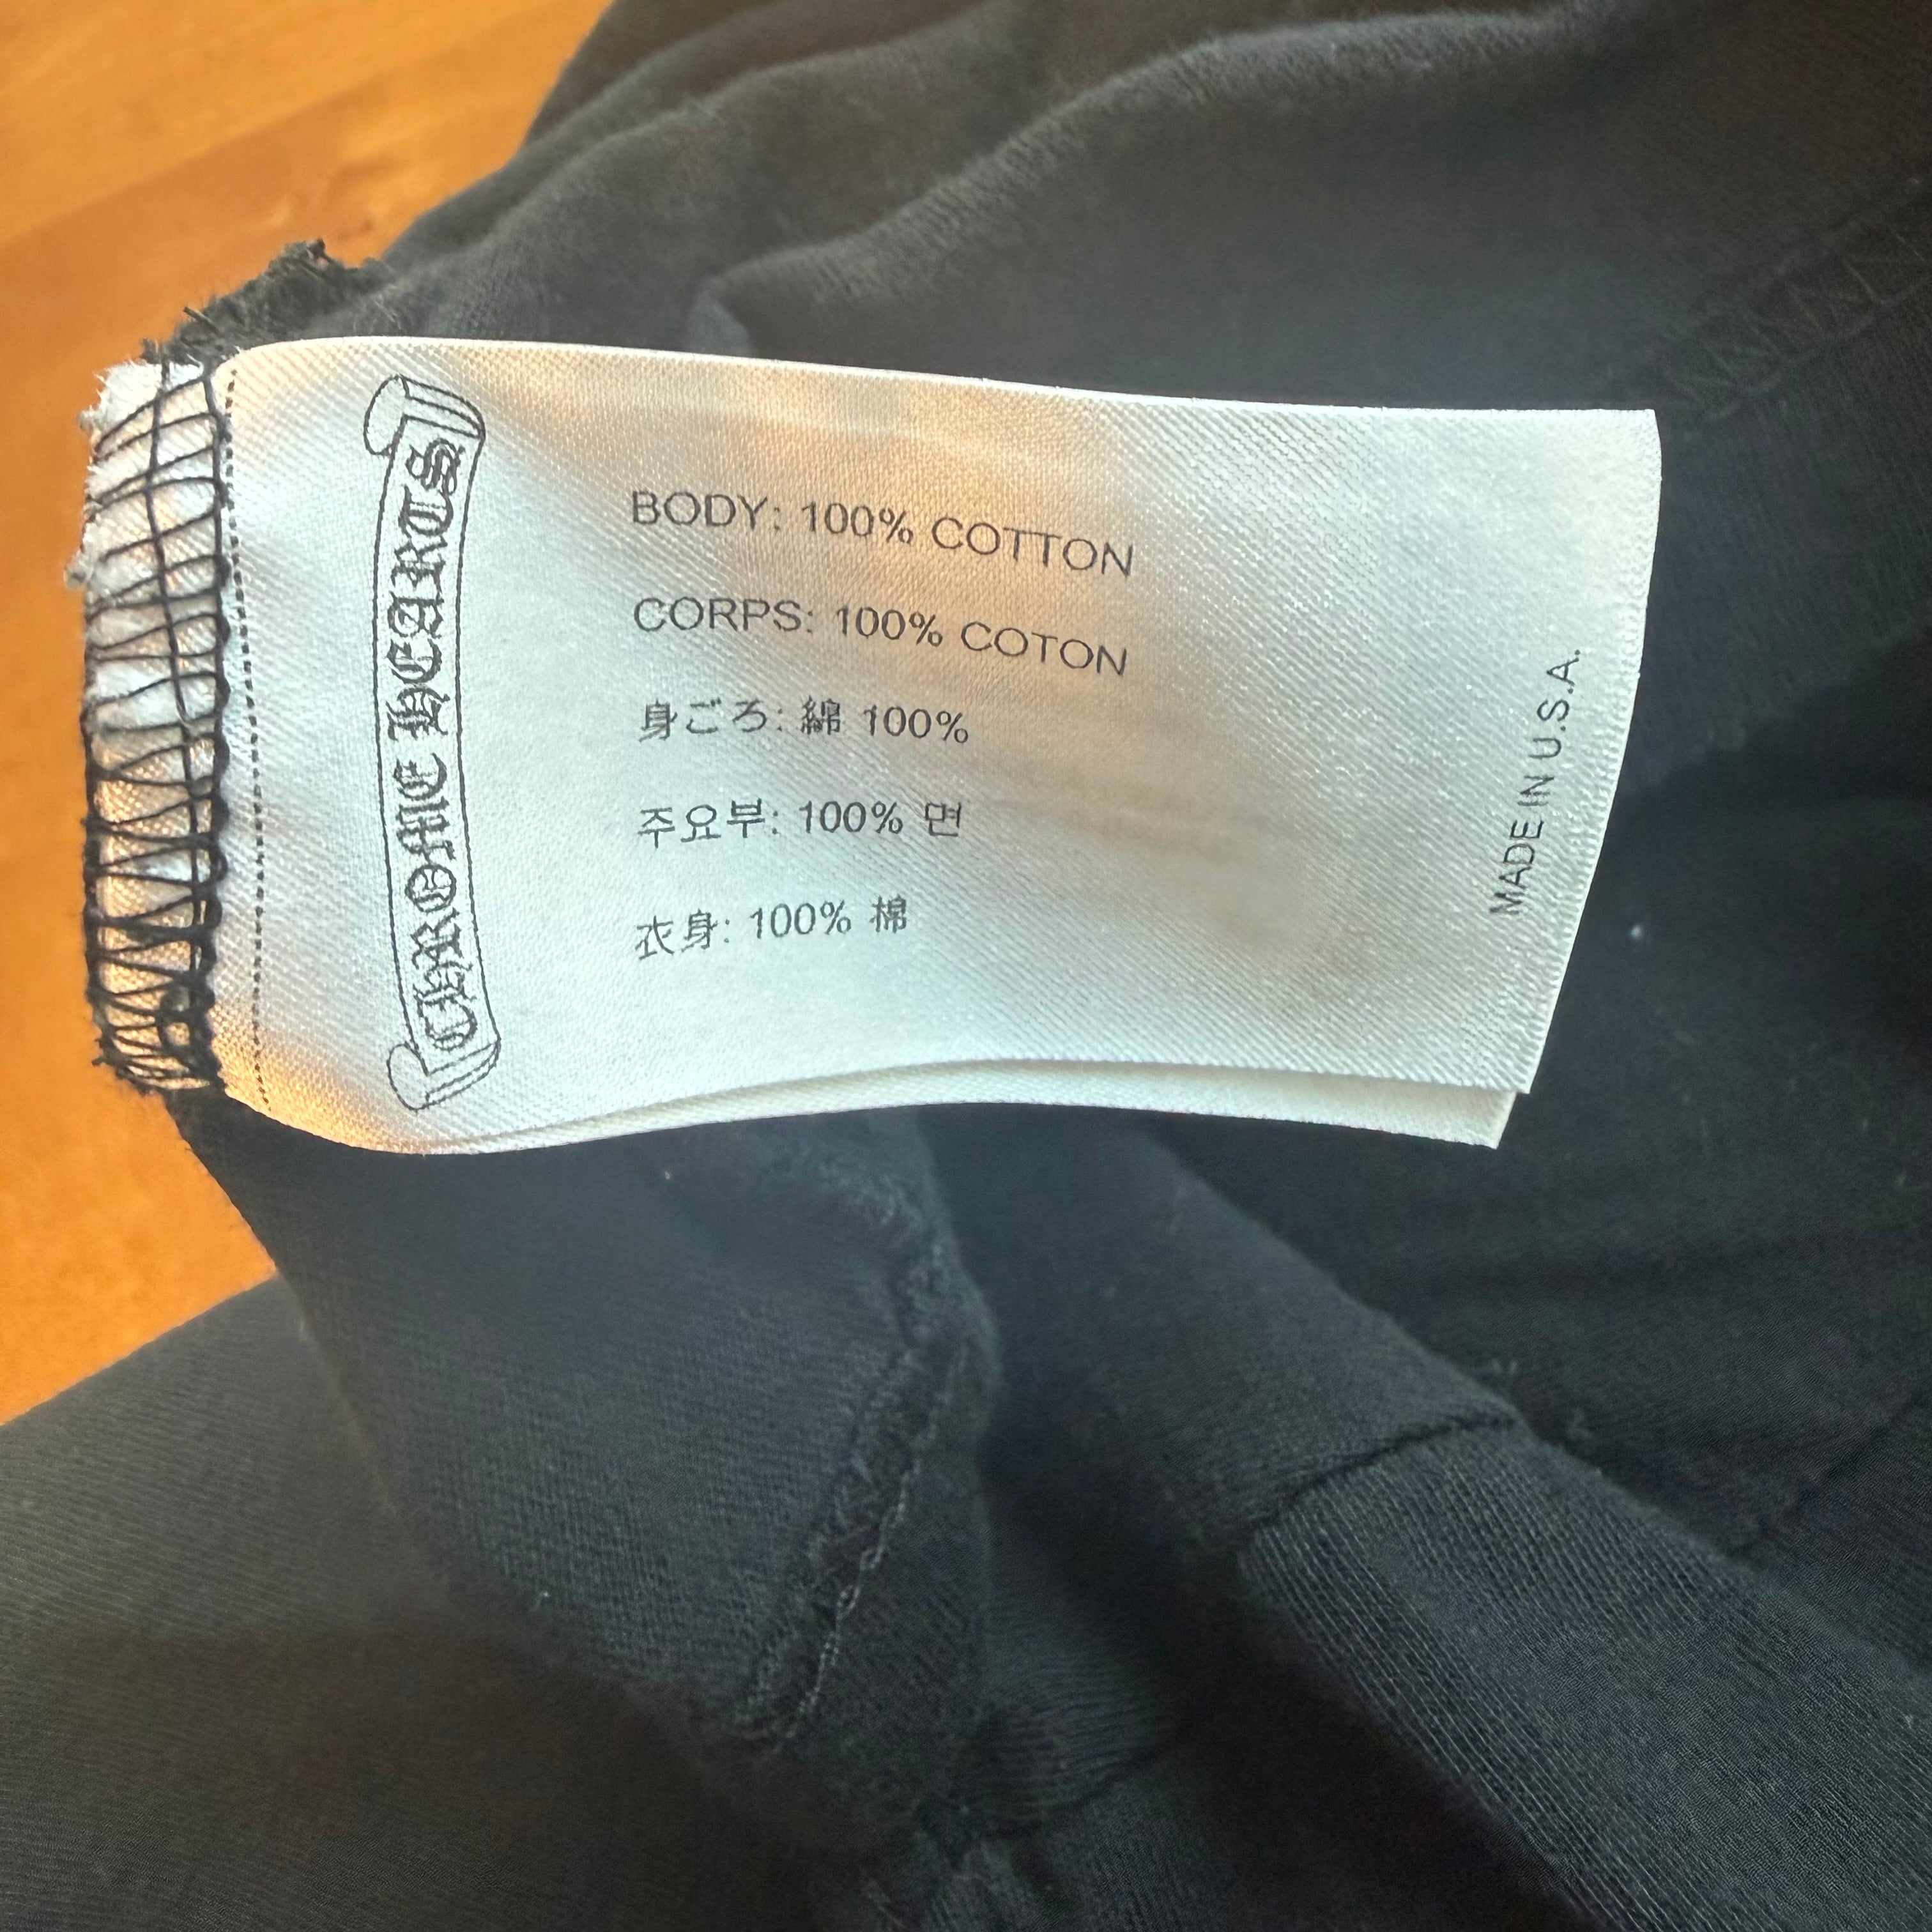 CHROME HEARTS
BODY: 100% COTTON
CORPS: 100% COTON
身ごろ: 綿 100%
주요부: 100% 면
衣身: 100% 棉
MADE IN U.S.A.